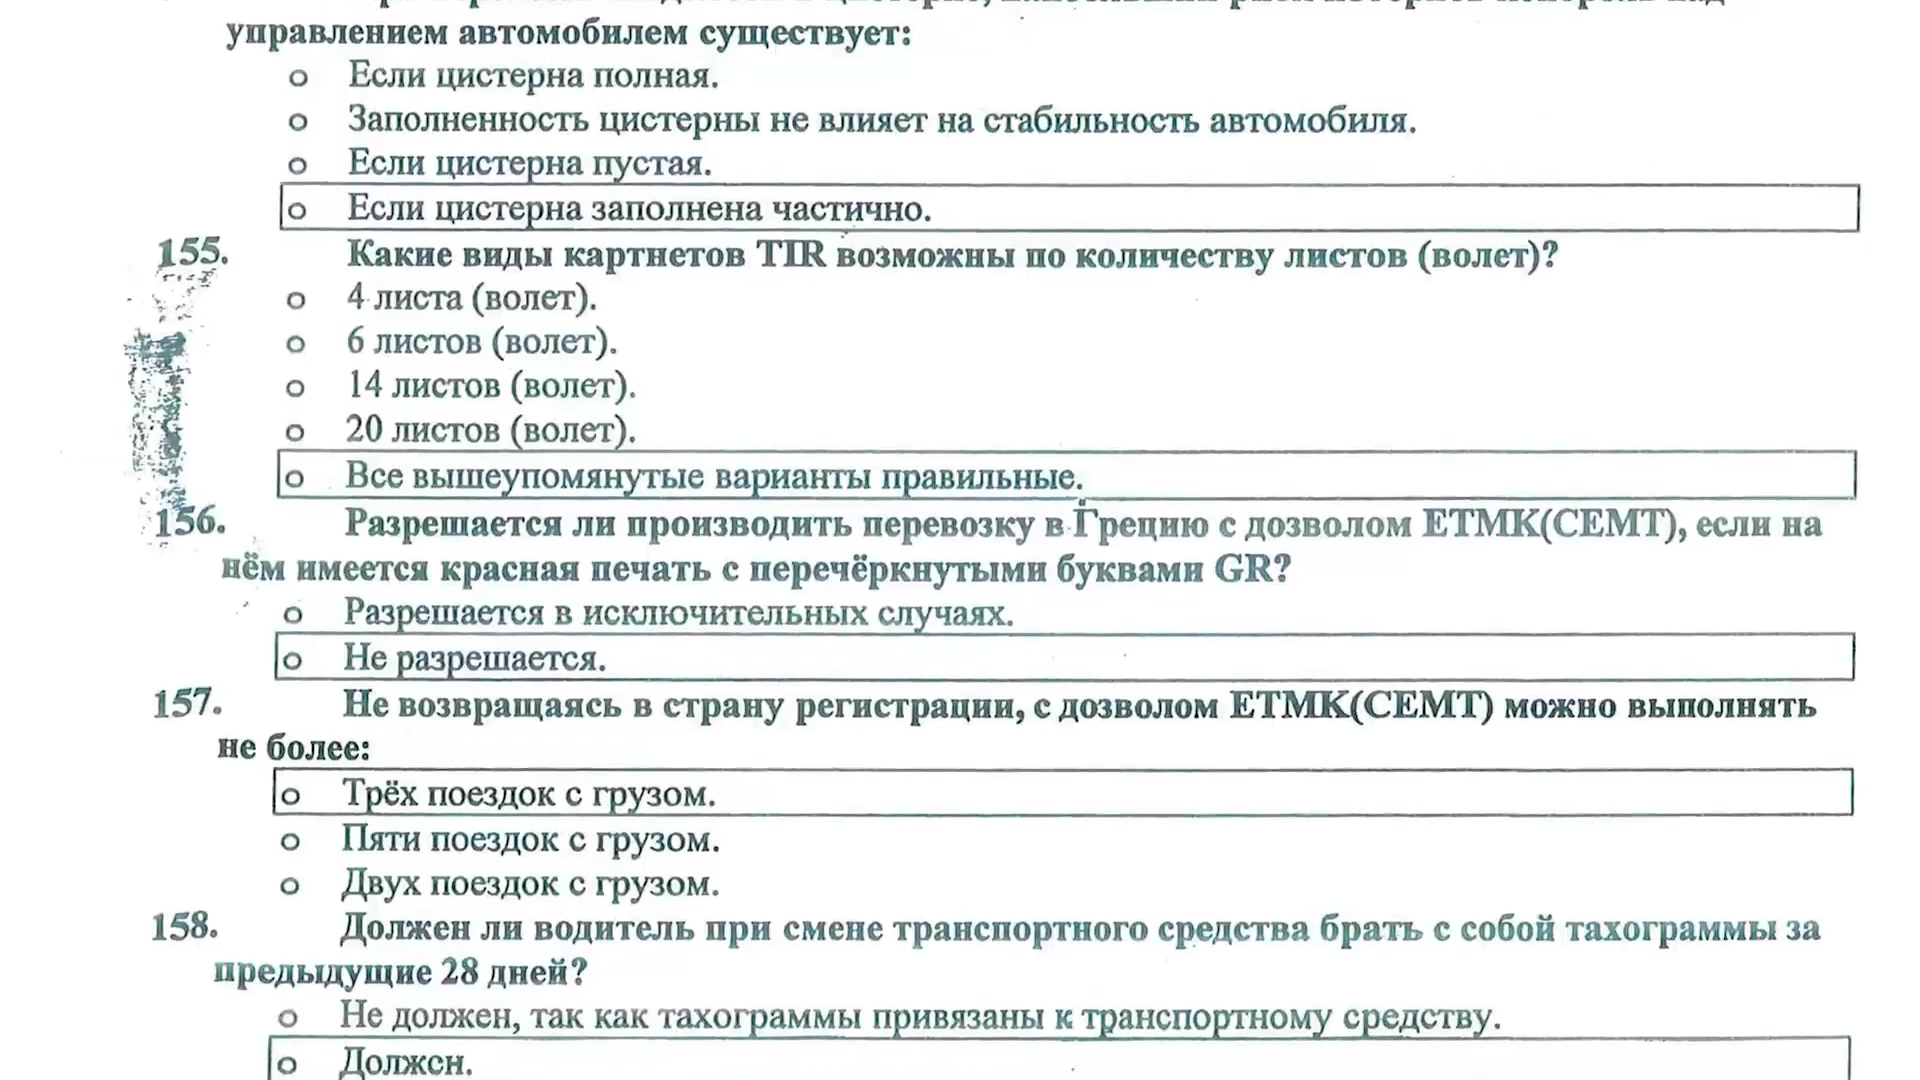 управлением автомобилем существует:
o Если цистерна полная.
o Заполненность цистерны не влияет на стабильность автомобиля.
o Если цистерна пустая.
o Если цистерна заполнена частично.
155. Какие виды картнетов TIR возможны по количеству листов (волет)?
o 4 листа (волет).
o 6 листов (волет).
o 14 листов (волет).
o 20 листов (волет).
o Все вышеупомянутые варианты правильные.
156. Разрешается ли производить перевозку в Грецию с дозволом ETMK(CEMT), если на
нём имеется красная печать с перечёркнутыми буквами GR?
o Разрешается в исключительных случаях.
o Не разрешается.
157. Не возвращаясь в страну регистрации, с дозволом ETMK(CEMT) можно выполнять
не более:
o Трёх поездок с грузом.
o Пяти поездок с грузом.
o Двух поездок с грузом.
158. Должен ли водитель при смене транспортного средства брать с собой тахограммы за
предыдущие 28 дней?
o Не должен, так как тахограммы привязаны к транспортному средству.
o Должен.